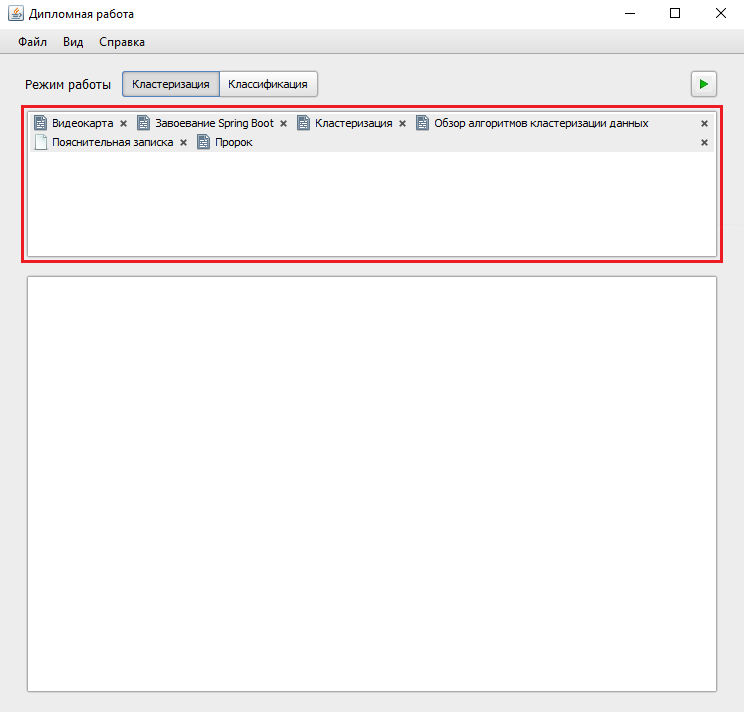 Дипломная работа
Файл Вид Справка
Режим работы Кластеризация Классификация
Видеокарта Завоевание Spring Boot Кластеризация Обзор алгоритмов кластеризации данных
Пояснительная записка Пророк